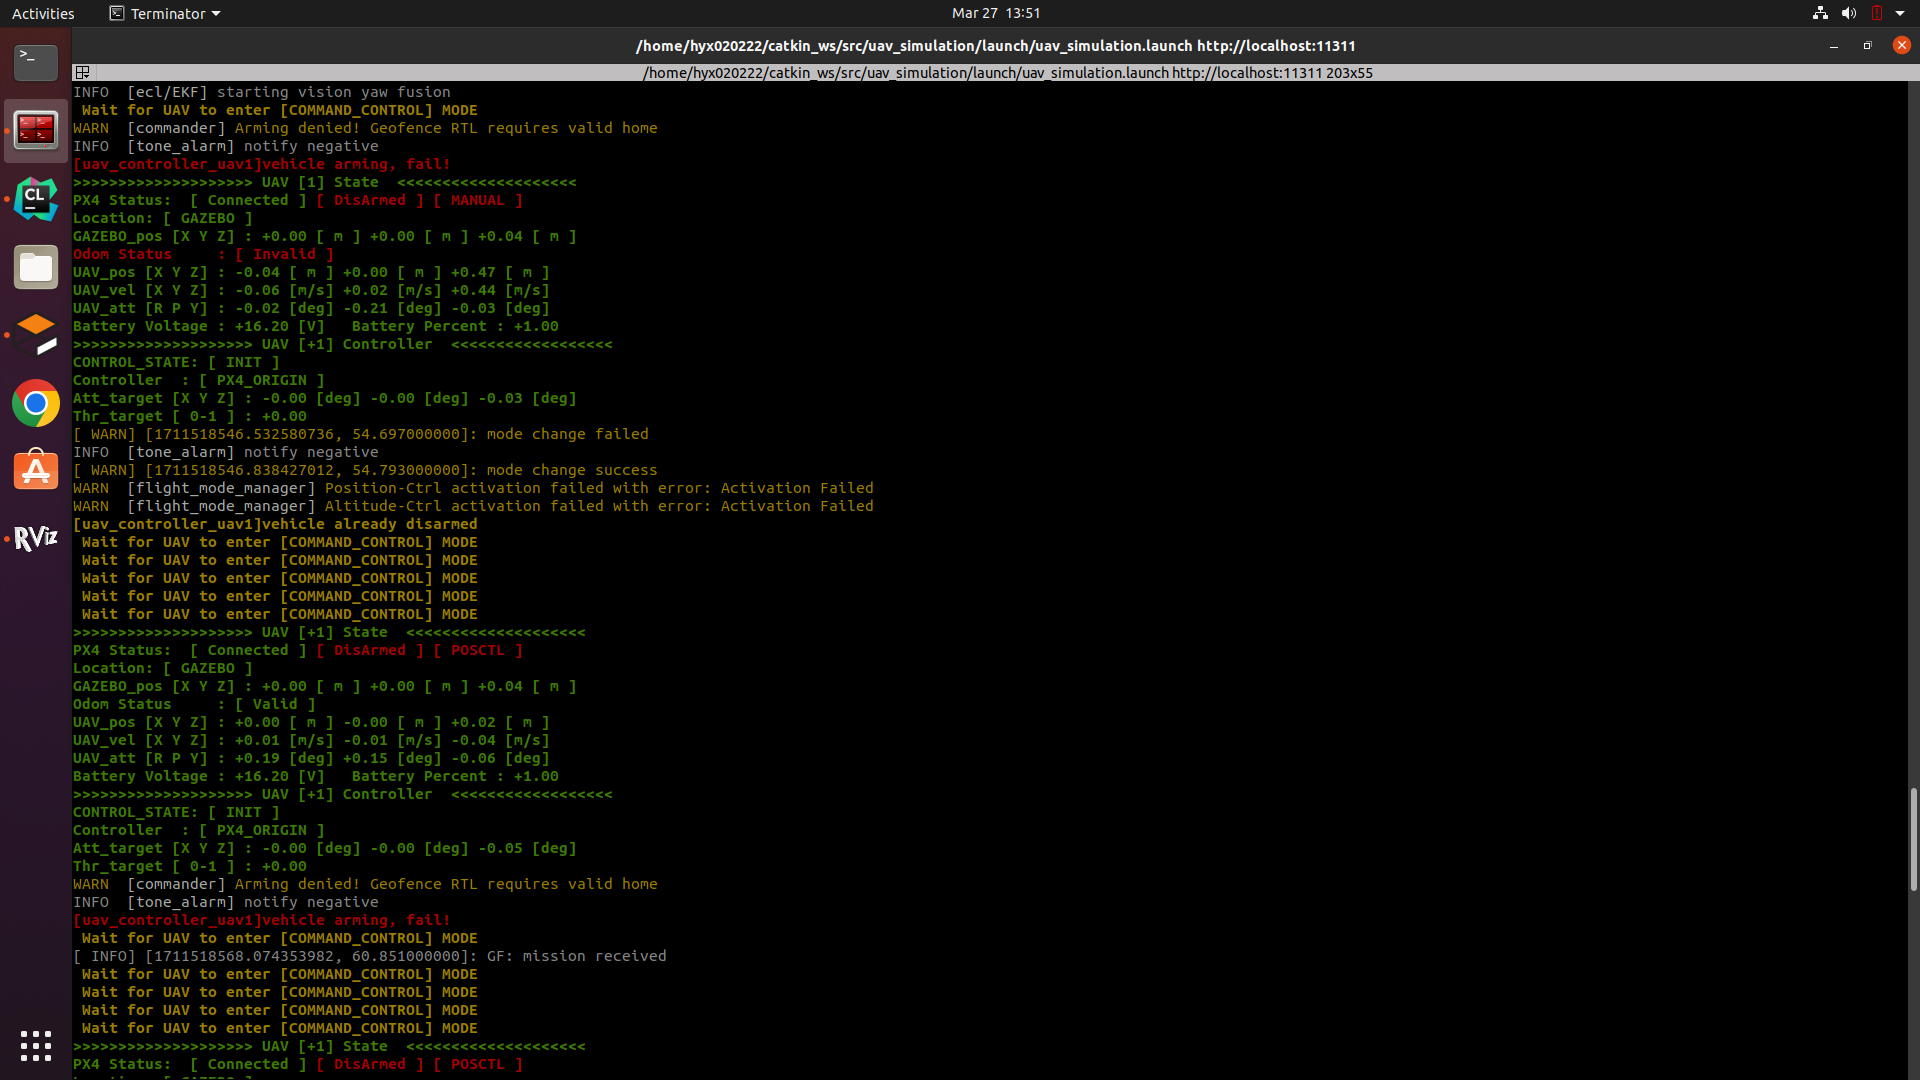 Activities
Terminator
Mar 27 13:51
/home/hyx020222/catkin_ws/src/uav_simulation/launch/uav_simulation.launch http://localhost:11311
/home/hyx020222/catkin_ws/src/uav_simulation/launch/uav_simulation.launch http://localhost:11311 203x55
INFO  [ecl/EKF] starting vision yaw fusion
 Wait for UAV to enter [COMMAND_CONTROL] MODE
WARN  [commander] Arming denied! Geofence RTL requires valid home
INFO  [tone_alarm] notify negative
[uav_controller_uav1]vehicle arming, fail!
>>>>>>>>>>>>>>>>>>>> UAV [1] State  <<<<<<<<<<<<<<<<<<<<
PX4 Status:  [ Connected ] [ DisArmed ] [ MANUAL ]
Location: [ GAZEBO ]
GAZEBO_pos [X Y Z] : +0.00 [ m ] +0.00 [ m ] +0.04 [ m ]
Odom Status     : [ Invalid ]
UAV_pos [X Y Z] : -0.04 [ m ] +0.00 [ m ] +0.47 [ m ]
UAV_vel [X Y Z] : -0.06 [m/s] +0.02 [m/s] +0.44 [m/s]
UAV_att [R P Y] : -0.02 [deg] -0.21 [deg] -0.03 [deg]
Battery Voltage : +16.20 [V]   Battery Percent : +1.00
>>>>>>>>>>>>>>>>>>>> UAV [+1] Controller  <<<<<<<<<<<<<<<<<<
CONTROL_STATE: [ INIT ]
Controller  : [ PX4_ORIGIN ]
Att_target [X Y Z] : -0.00 [deg] -0.00 [deg] -0.03 [deg]
Thr_target [ 0-1 ] : +0.00
[ WARN] [1711518546.532580736, 54.697000000]: mode change failed
INFO  [tone_alarm] notify negative
[ WARN] [1711518546.838427012, 54.793000000]: mode change success
WARN  [flight_mode_manager] Position-Ctrl activation failed with error: Activation Failed
WARN  [flight_mode_manager] Altitude-Ctrl activation failed with error: Activation Failed
[uav_controller_uav1]vehicle already disarmed
 Wait for UAV to enter [COMMAND_CONTROL] MODE
 Wait for UAV to enter [COMMAND_CONTROL] MODE
 Wait for UAV to enter [COMMAND_CONTROL] MODE
 Wait for UAV to enter [COMMAND_CONTROL] MODE
 Wait for UAV to enter [COMMAND_CONTROL] MODE
>>>>>>>>>>>>>>>>>>>> UAV [+1] State  <<<<<<<<<<<<<<<<<<<<
PX4 Status:  [ Connected ] [ DisArmed ] [ POSCTL ]
Location: [ GAZEBO ]
GAZEBO_pos [X Y Z] : +0.00 [ m ] +0.00 [ m ] +0.04 [ m ]
Odom Status     : [ Valid ]
UAV_pos [X Y Z] : +0.00 [ m ] -0.00 [ m ] +0.02 [ m ]
UAV_vel [X Y Z] : +0.01 [m/s] -0.01 [m/s] -0.04 [m/s]
UAV_att [R P Y] : +0.19 [deg] +0.15 [deg] -0.06 [deg]
Battery Voltage : +16.20 [V]   Battery Percent : +1.00
>>>>>>>>>>>>>>>>>>>> UAV [+1] Controller  <<<<<<<<<<<<<<<<<<
CONTROL_STATE: [ INIT ]
Controller  : [ PX4_ORIGIN ]
Att_target [X Y Z] : -0.00 [deg] -0.00 [deg] -0.05 [deg]
Thr_target [ 0-1 ] : +0.00
WARN  [commander] Arming denied! Geofence RTL requires valid home
INFO  [tone_alarm] notify negative
[uav_controller_uav1]vehicle arming, fail!
 Wait for UAV to enter [COMMAND_CONTROL] MODE
[ INFO] [1711518568.074353982, 60.851000000]: GF: mission received
 Wait for UAV to enter [COMMAND_CONTROL] MODE
 Wait for UAV to enter [COMMAND_CONTROL] MODE
 Wait for UAV to enter [COMMAND_CONTROL] MODE
 Wait for UAV to enter [COMMAND_CONTROL] MODE
>>>>>>>>>>>>>>>>>>>> UAV [+1] State  <<<<<<<<<<<<<<<<<<<<
PX4 Status:  [ Connected ] [ DisArmed ] [ POSCTL ]
CL
RViz